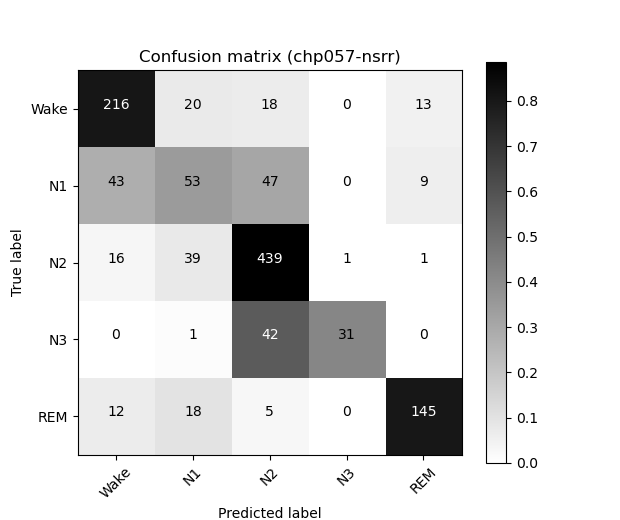 Confusion matrix (chp057-nsrr)
True label
Wake 216 20 18 0 13
N1 43 53 47 0 9
N2 16 39 439 1 1
N3 0 1 42 31 0
REM 12 18 5 0 145
Wake N1 N2 N3 REM
Predicted label
0.8
0.7
0.6
0.5
0.4
0.3
0.2
0.1
0.0